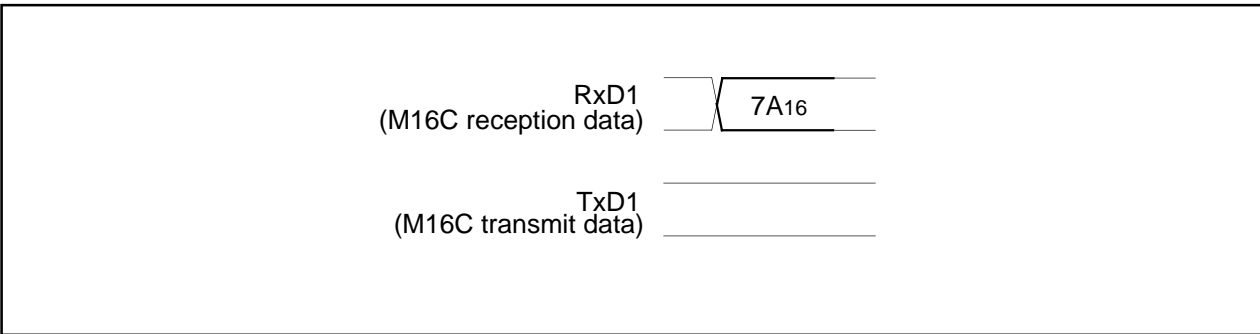 RxD1
(M16C reception data)
7A16
TxD1
(M16C transmit data)